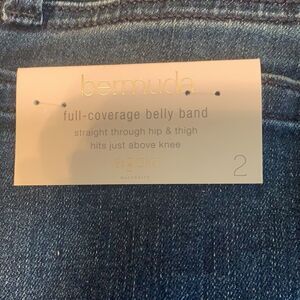 bermuda
full-coverage belly band
straight through hip & thigh
hits just above knee
2